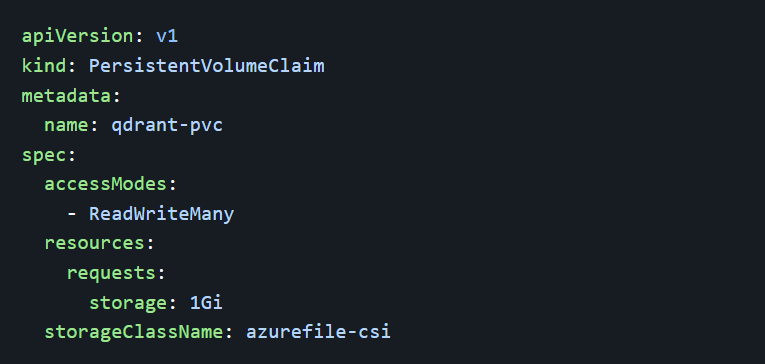 apiVersion: v1
kind: PersistentVolumeClaim
metadata:
  name: qdrant-pvc
spec:
  accessModes:
    - ReadWriteMany
  resources:
    requests:
      storage: 1Gi
  storageClassName: azurefile-csi